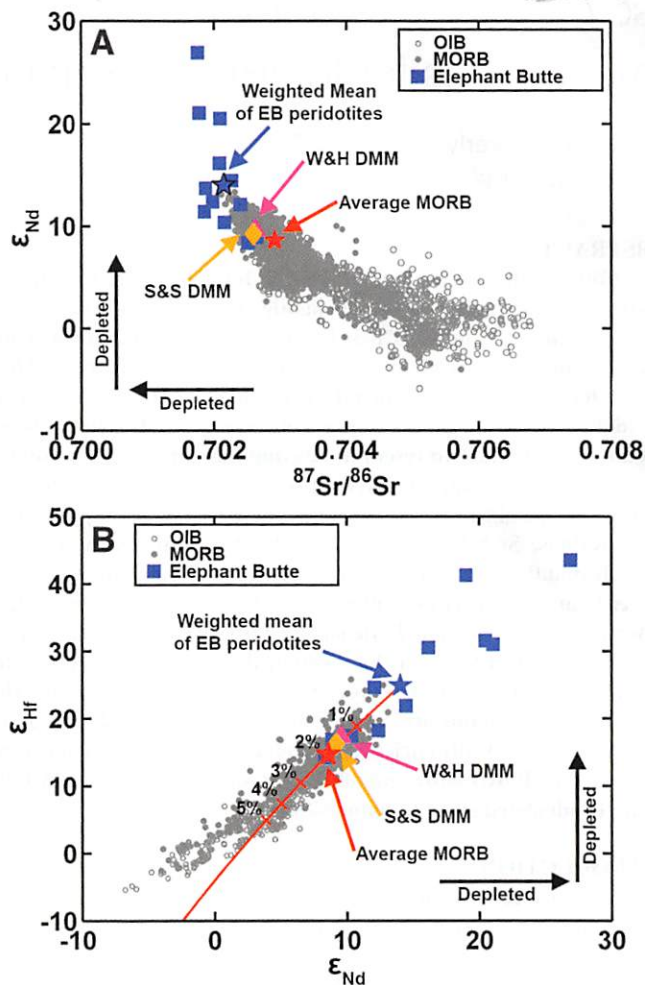 A
30
20
10
0
-10
εNd
OIB
MORB
Elephant Butte
Weighted Mean
of EB peridotites
W&H DMM
Average MORB
S&S DMM
Depleted
Depleted
0.700
0.702
0.704
0.706
0.708
87Sr/86Sr
B
50
40
30
20
10
0
-10
εHf
OIB
MORB
Elephant Butte
Weighted mean
of EB peridotites
1%
2%
3%
4%
5%
W&H DMM
S&S DMM
Average MORB
Depleted
Depleted
-10
0
10
20
30
εNd